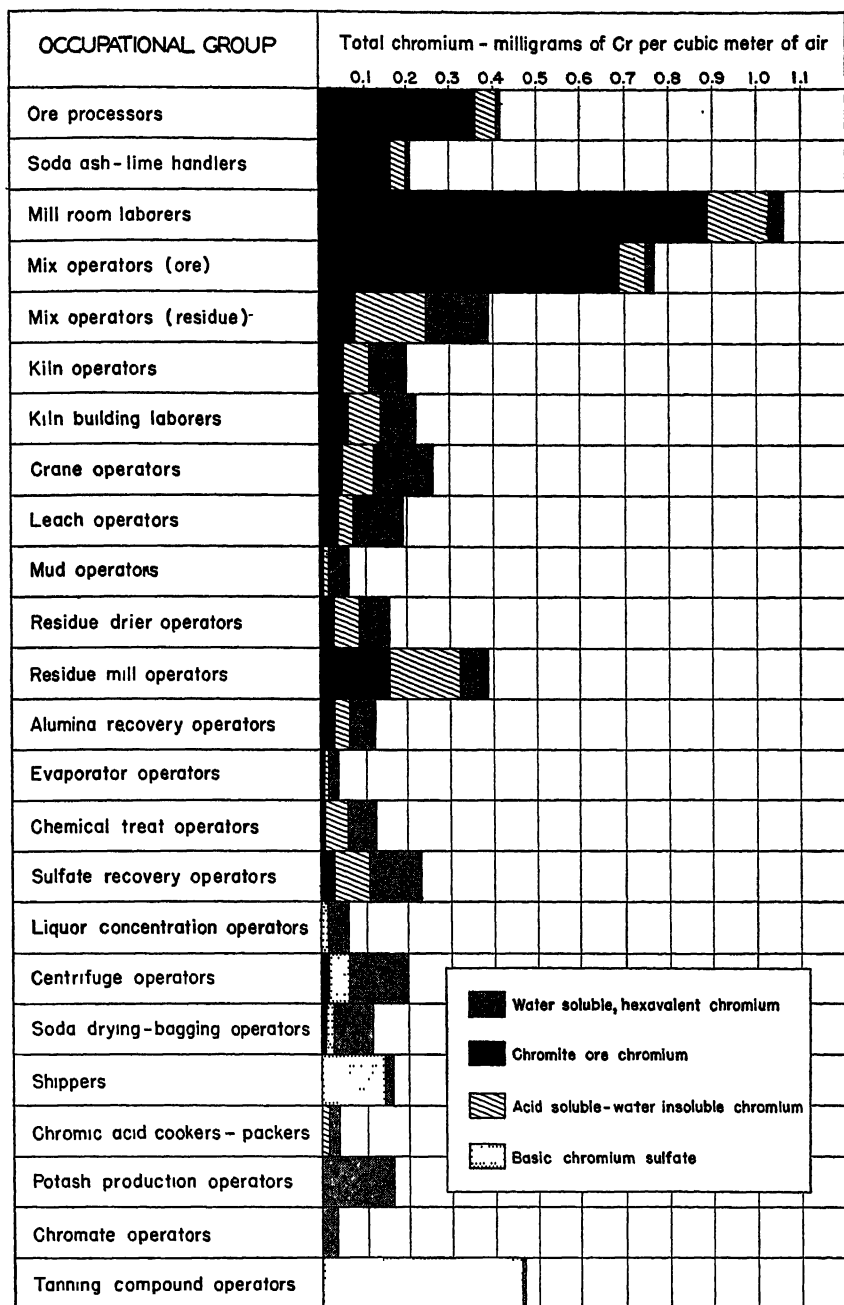 OCCUPATIONAL GROUP
Total chromium - milligrams of Cr per cubic meter of air
0.1 0.2 0.3 0.4 0.5 0.6 0.7 0.8 0.9 1.0 1.1
Ore processors
Soda ash-lime handlers
Mill room laborers
Mix operators (ore)
Mix operators (residue)
Kiln operators
Kiln building laborers
Crane operators
Leach operators
Mud operators
Residue drier operators
Residue mill operators
Alumina recovery operators
Evaporator operators
Chemical treat operators
Sulfate recovery operators
Liquor concentration operators
Centrifuge operators
Soda drying-bagging operators
Shippers
Chromic acid cookers - packers
Potash production operators
Chromate operators
Tanning compound operators
Water soluble, hexavalent chromium
Chromite ore chromium
Acid soluble-water insoluble chromium
Basic chromium sulfate